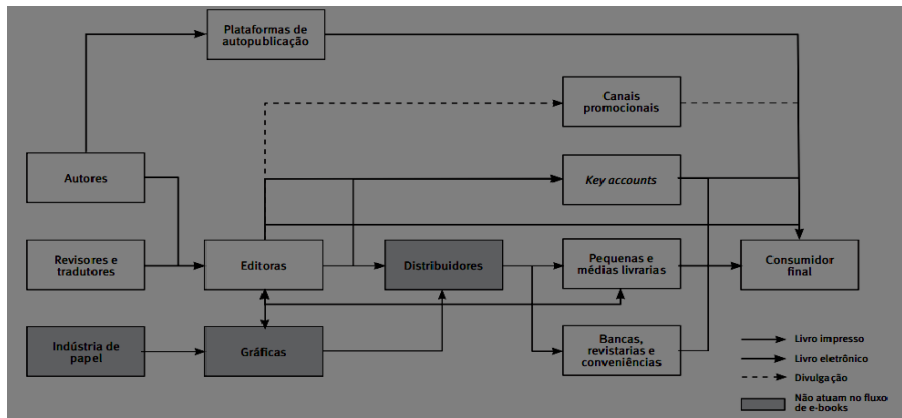 Plataformas de
autopublicação
Canais
promocionais
Autores
Key accounts
Revisores e
tradutores
Editoras
Distribuidores
Pequenas e
médias livrarias
Consumidor
final
Indústria de
papel
Gráficas
Bancas,
revistarias e
conveniências
Livro impresso
Livro eletrônico
Divulgação
Não atuam no fluxo
de e-books